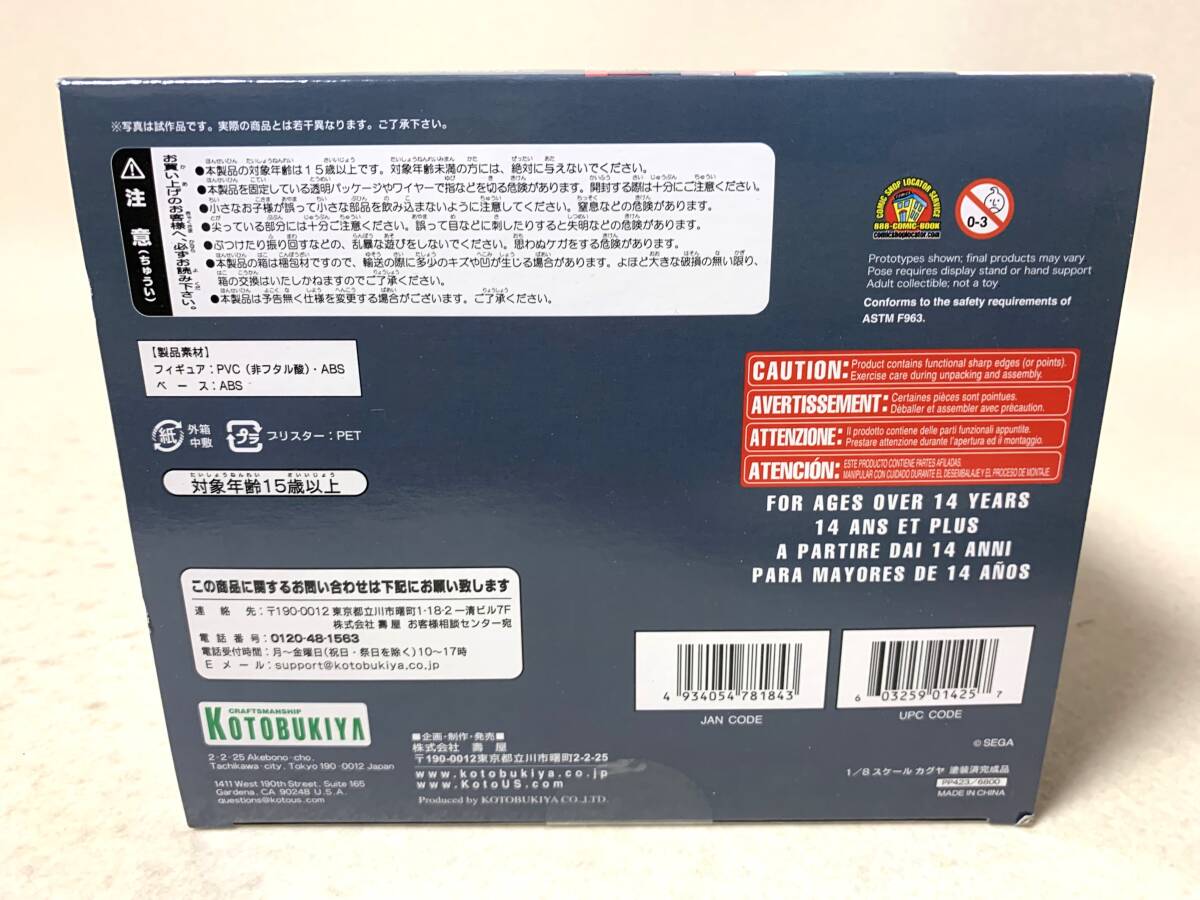 ※写真は試作品です。実際の商品とは若干異なります。ご了承下さい。
注意(ちゅうい)
お買い上げのお客様へ、必ずお読み下さい。
●本製品の対象年齢は15歳以上です。対象年齢未満の方には、絶対に与えないでください。
●本製品を固定している透明パッケージやワイヤーで指などを切る危険があります。開封する際は十分にご注意ください。
●小さなお子様が誤って小さな部品を飲み込まないように注意してください。窒息などの危険があります。
●尖っている部分には十分ご注意ください。誤って目などに刺したりすると失明などの危険があります。
●ぶつけたり振り回すなどの、乱暴な遊びをしないでください。思わぬケガをする危険があります。
●本製品の箱は梱包材ですので、輸送の際に多少のキズや凹が生じる場合があります。よほど大きな破損の無い限り、
箱の交換はいたしかねますのでご了承ください。
●本製品は予告無く仕様を変更する場合がございます。ご了承ください。
COMIC SHOP LOCATOR SERVICE
888-COMIC-BOOK
comicshoplocator.com
0-3
Prototypes shown; final products may vary
Pose requires display stand or hand support
Adult collectible; not a toy
Conforms to the safety requirements of
ASTM F963.
【製品素材】
フィギュア：PVC（非フタル酸）・ABS
ベース：ABS
紙 外箱
中敷
プラ ブリスター：PET
たいしょうねんれい さいいじょう
対象年齢15歳以上
CAUTION: Product contains functional sharp edges (or points).
Exercise care during unpacking and assembly.
AVERTISSEMENT: Certaines pièces sont pointues.
Déballer et assembler avec précaution.
ATTENZIONE: Il prodotto contiene delle parti funzionali appuntite.
Prestare attenzione durante l'apertura ed il montaggio.
ATENCIÓN: ESTE PRODUCTO CONTIENE PARTES AFILADAS.
MANIPULAR CON CUIDADO DURANTE EL DESEMBALAJE Y EL PROCESO DE MONTAJE.
FOR AGES OVER 14 YEARS
14 ANS ET PLUS
A PARTIRE DAI 14 ANNI
PARA MAYORES DE 14 AÑOS
この商品に関するお問い合わせは下記にお願い致します
連絡先：〒190-0012 東京都立川市曙町1-18-2 一清ビル7F
株式会社 壽屋 お客様相談センター宛
電話番号：0120-48-1563
電話受付時間：月〜金曜日(祝日・祭日を除く)10〜17時
Eメール：support@kotobukiya.co.jp
4 934054 781843
JAN CODE
6 03259 01425 7
UPC CODE
CRAFTSMANSHIP
KOTOBUKIYA
2-2-25 Akebono-cho,
Tachikawa-city, Tokyo 190-0012 Japan
1411 West 190th Street, Suite 165
Gardena, CA 90248 U.S.A.
questions@kotous.com
■企画・制作・発売■
株式会社 壽屋
〒190-0012東京都立川市曙町2-2-25
www.kotobukiya.co.jp
www.KotoUS.com
Produced by KOTOBUKIYA CO.,LTD.
©SEGA
1/8 スケール カグヤ 塗装済完成品
PP423/6800
MADE IN CHINA